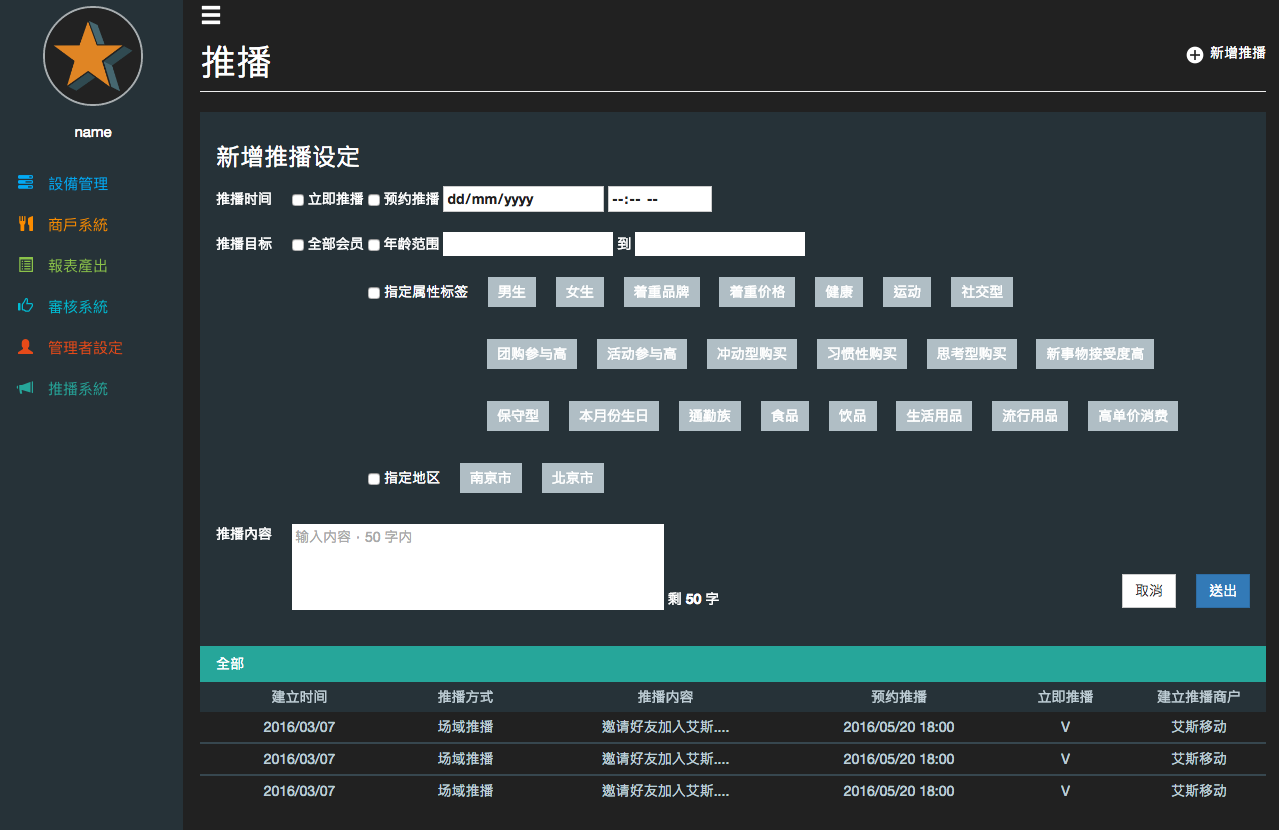 推播
新增推播
name
設備管理
商戶系統
報表產出
審核系統
管理者設定
推播系統
新增推播设定
推播时间 立即推播 预约推播 dd/mm/yyyy --:-- --
推播目标 全部会员 年龄范围 到
指定属性标签 男生 女生 着重品牌 着重价格 健康 运动 社交型
团购参与高 活动参与高 冲动型购买 习惯性购买 思考型购买 新事物接受度高
保守型 本月份生日 通勤族 食品 饮品 生活用品 流行用品 高单价消费
指定地区 南京市 北京市
推播內容 输入内容 · 50 字内
剩 50 字
取消 送出
全部
建立时间 推播方式 推播内容 预约推播 立即推播 建立推播商户
2016/03/07 场域推播 邀请好友加入艾斯.... 2016/05/20 18:00 V 艾斯移动
2016/03/07 场域推播 邀请好友加入艾斯.... 2016/05/20 18:00 V 艾斯移动
2016/03/07 场域推播 邀请好友加入艾斯.... 2016/05/20 18:00 V 艾斯移动